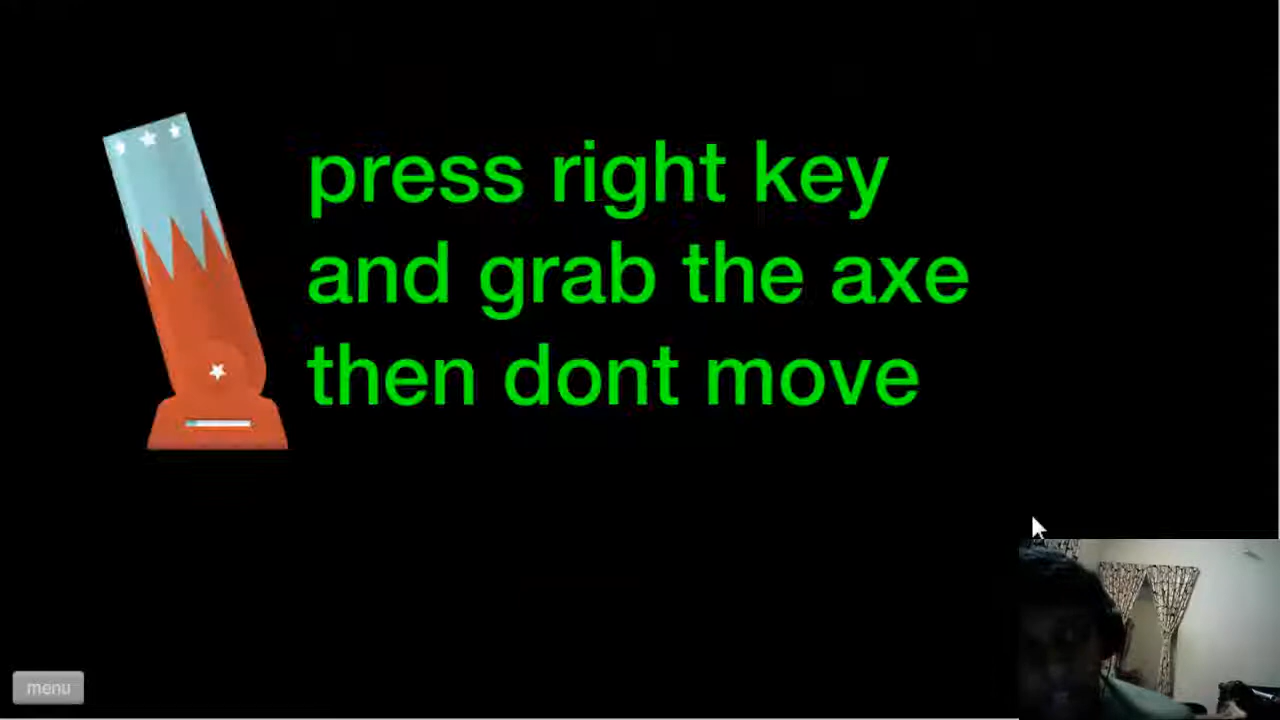 press right key
and grab the axe
then dont move
menu